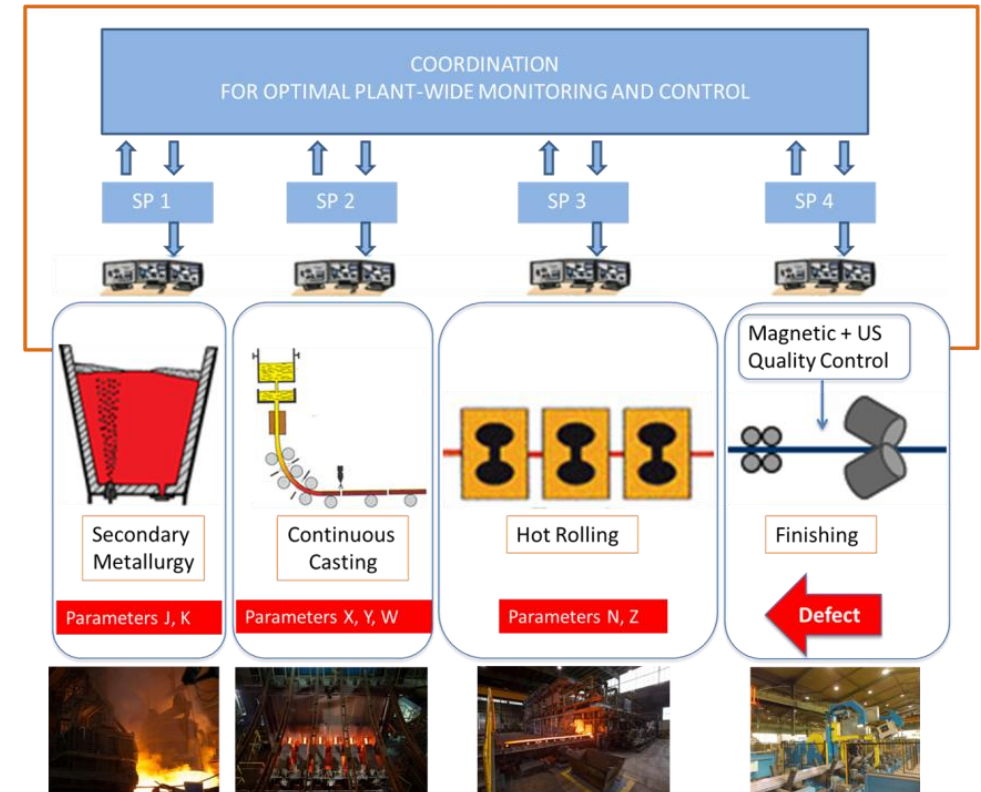 COORDINATION
FOR OPTIMAL PLANT-WIDE MONITORING AND CONTROL
SP 1
SP 2
SP 3
SP 4
Magnetic + US
Quality Control
Secondary
Metallurgy
Continuous
Casting
Hot Rolling
Finishing
Parameters J, K
Parameters X, Y, W
Parameters N, Z
Defect